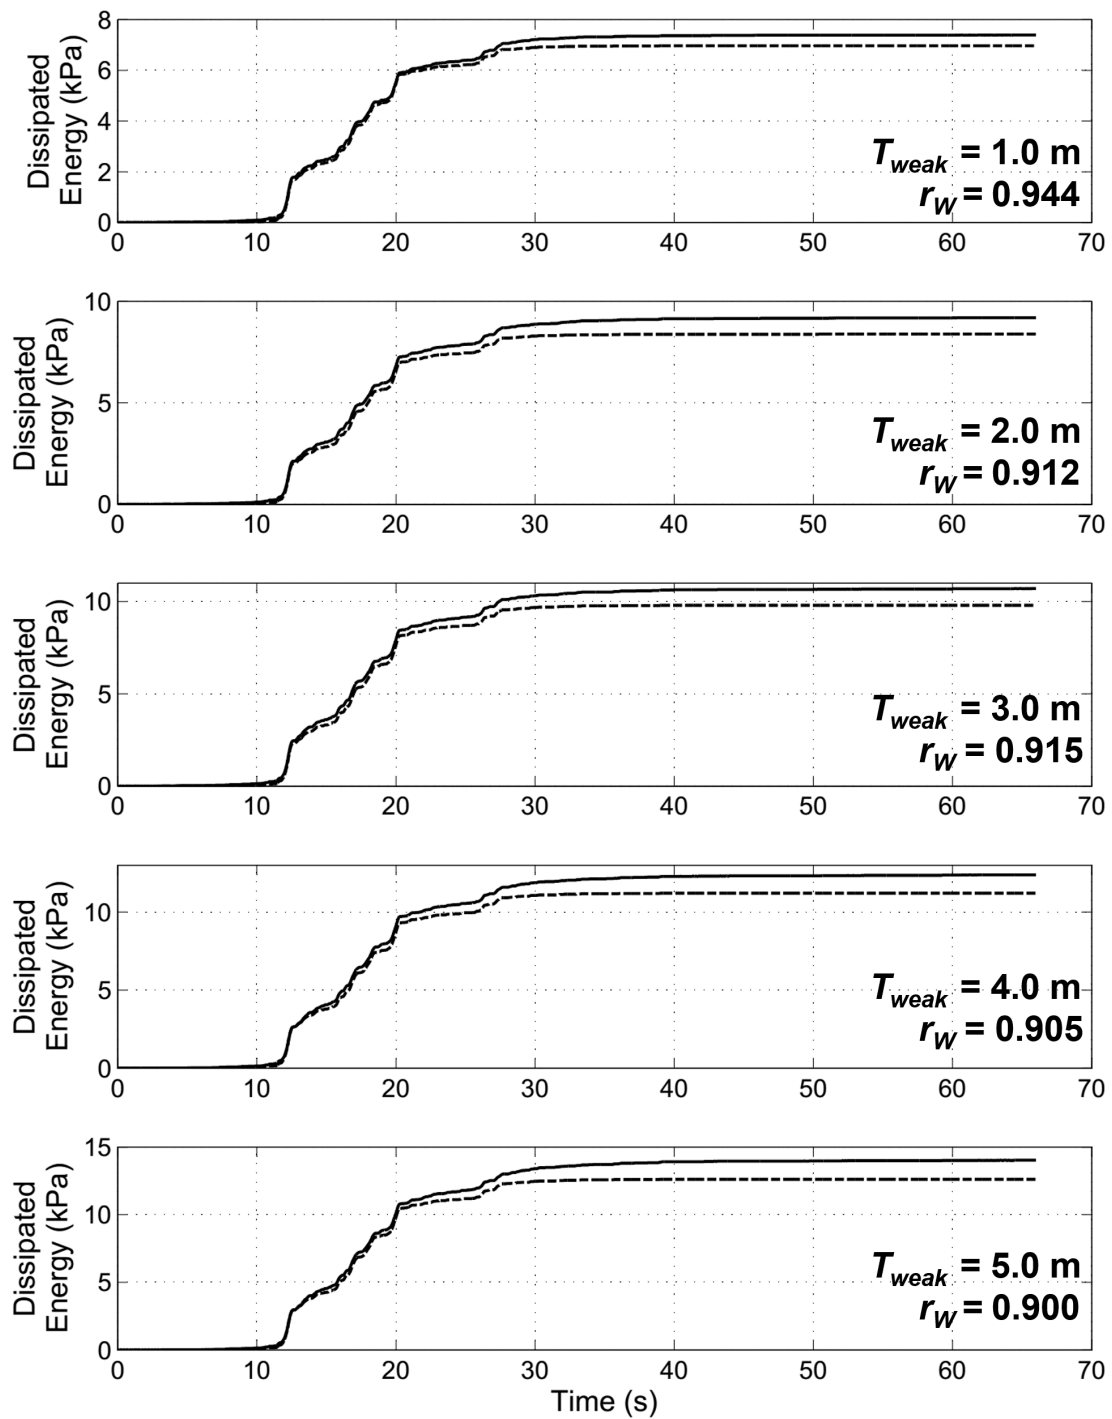 Dissipated
Energy (kPa)
8
6
4
2
0
0 10 20 30 40 50 60 70
T_weak = 1.0 m
r_W = 0.944
Dissipated
Energy (kPa)
10
5
0
0 10 20 30 40 50 60 70
T_weak = 2.0 m
r_W = 0.912
Dissipated
Energy (kPa)
10
5
0
0 10 20 30 40 50 60 70
T_weak = 3.0 m
r_W = 0.915
Dissipated
Energy (kPa)
10
5
0
0 10 20 30 40 50 60 70
T_weak = 4.0 m
r_W = 0.905
Dissipated
Energy (kPa)
15
10
5
0
0 10 20 30 40 50 60 70
T_weak = 5.0 m
r_W = 0.900
Time (s)